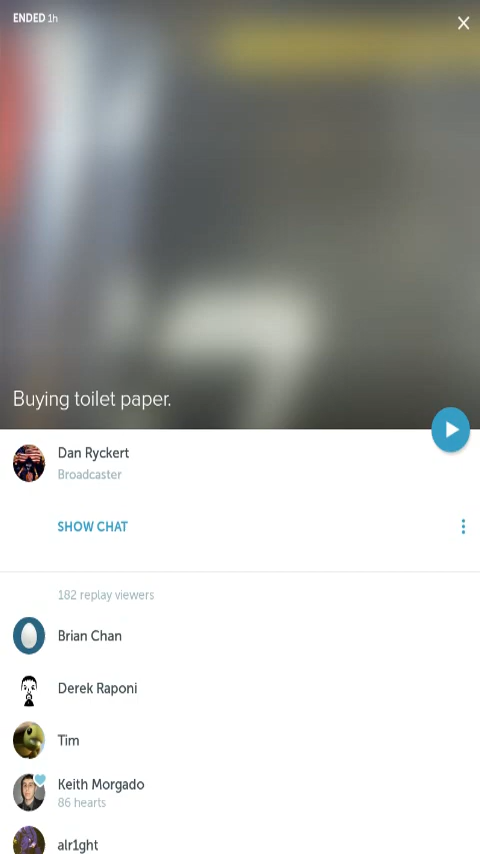 ENDED 1h
Buying toilet paper.
Dan Ryckert
Broadcaster
SHOW CHAT
182 replay viewers
Brian Chan
Derek Raponi
Tim
Keith Morgado
86 hearts
alr1ght